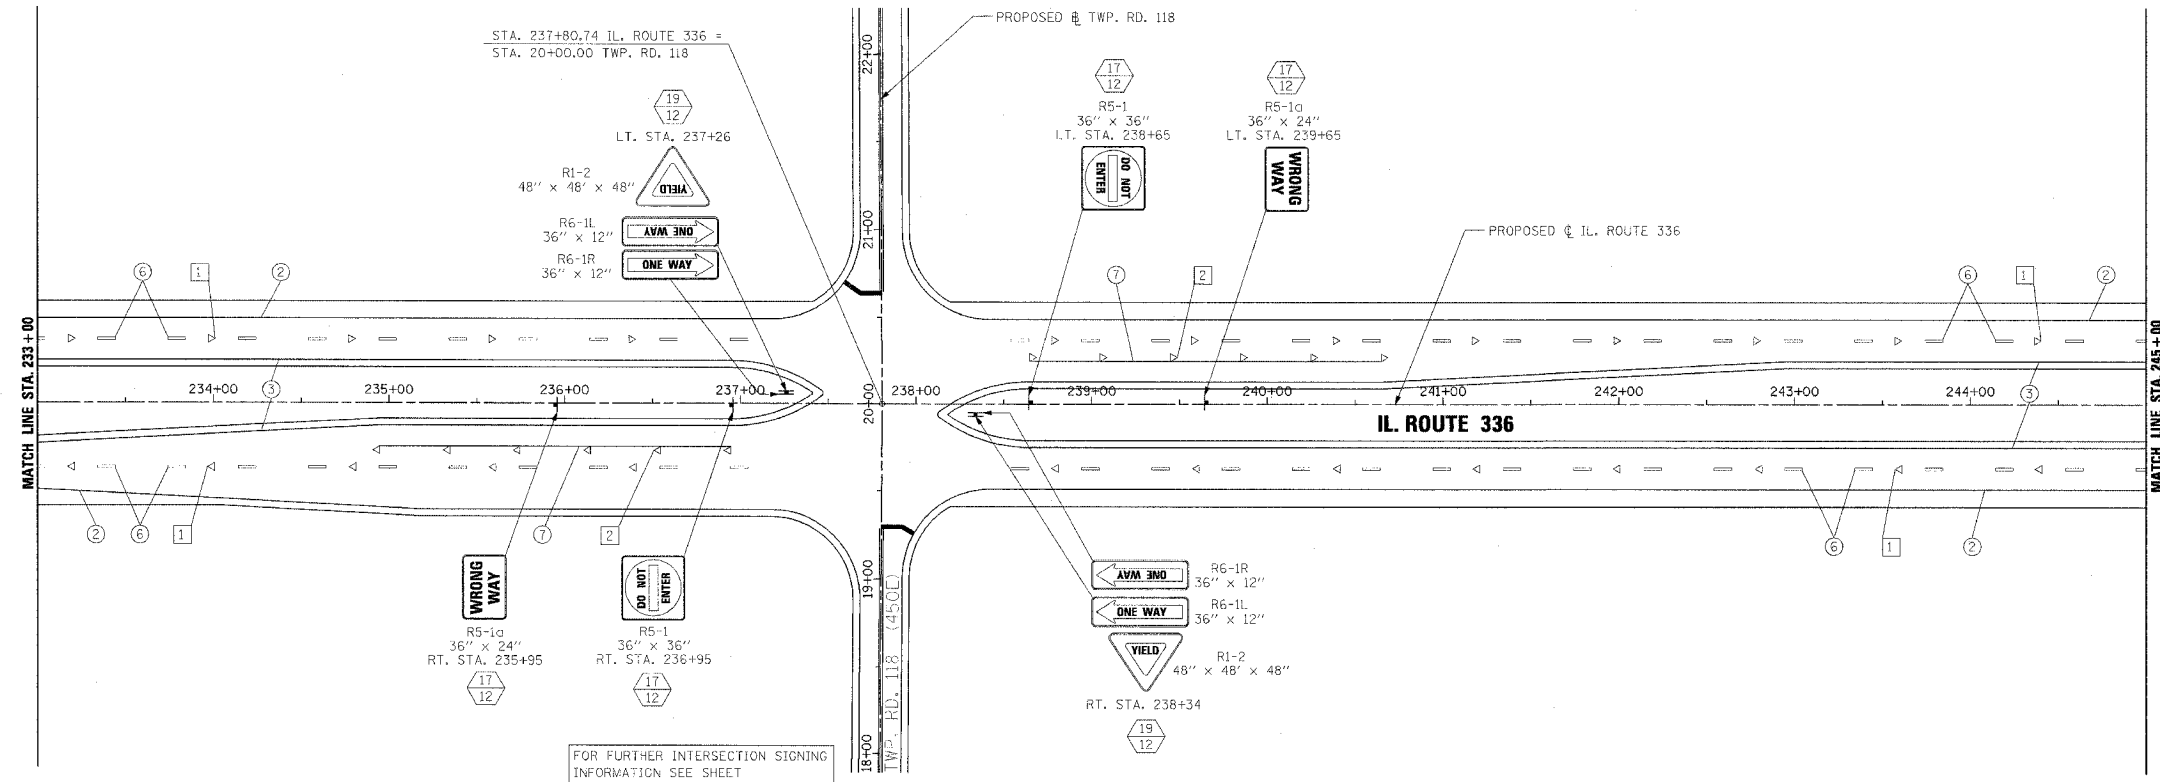 PROPOSED ℄ TWP. RD. 118
STA. 237+80.74 IL. ROUTE 336 =
STA. 20+00.00 TWP. RD. 118
22+00
19
12
LT. STA. 237+26
R1-2
48" x 48' x 48"
YIELD
R6-1L
36" x 12"
ONE WAY
R6-1R
36" x 12"
ONE WAY
17
12
R5-1
36" x 36"
LT. STA. 238+65
DO NOT
ENTER
17
12
R5-1a
36" x 24"
LT. STA. 239+65
WRONG
WAY
21+00
PROPOSED ℄ IL. ROUTE 336
6
1
2
7
2
6
1
2
MATCH LINE STA. 233+00
234+00
3
235+00
236+00
237+00
20+00
238+00
239+00
240+00
241+00
242+00
243+00
244+00
3
MATCH LINE STA. 245+00
IL. ROUTE 336
2
6
1
7
2
6
1
2
WRONG
WAY
R5-1a
36" x 24"
RT. STA. 235+95
17
12
DO NOT
ENTER
R5-1
36" x 36"
RT. STA. 236+95
17
12
19+00
TWP. RD. 118 (450E)
18+00
ONE WAY
R6-1R
36" x 12"
ONE WAY
R6-1L
36" x 12"
YIELD
R1-2
48" x 48' x 48"
RT. STA. 238+34
19
12
FOR FURTHER INTERSECTION SIGNING
INFORMATION SEE SHEET